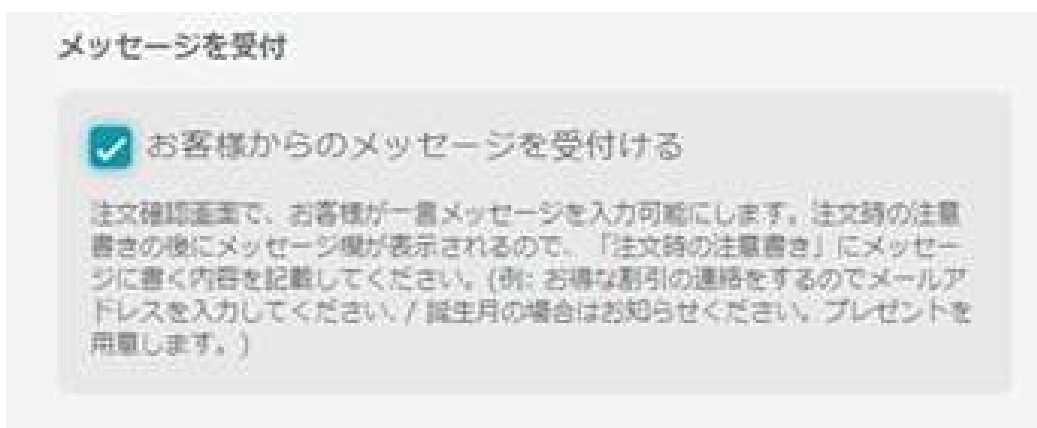 メッセージを受付
お客様からのメッセージを受付ける
注文確認画面で、お客様が一言メッセージを入力可能にします。注文時の注意
書きの後にメッセージ欄が表示されるので、「注文時の注意書き」にメッセー
ジに書く内容を記載してください。(例: お得な割引の連絡をするのでメールア
ドレスを入力してください。/ 誕生月の場合はお知らせください。プレゼントを
用意します。)